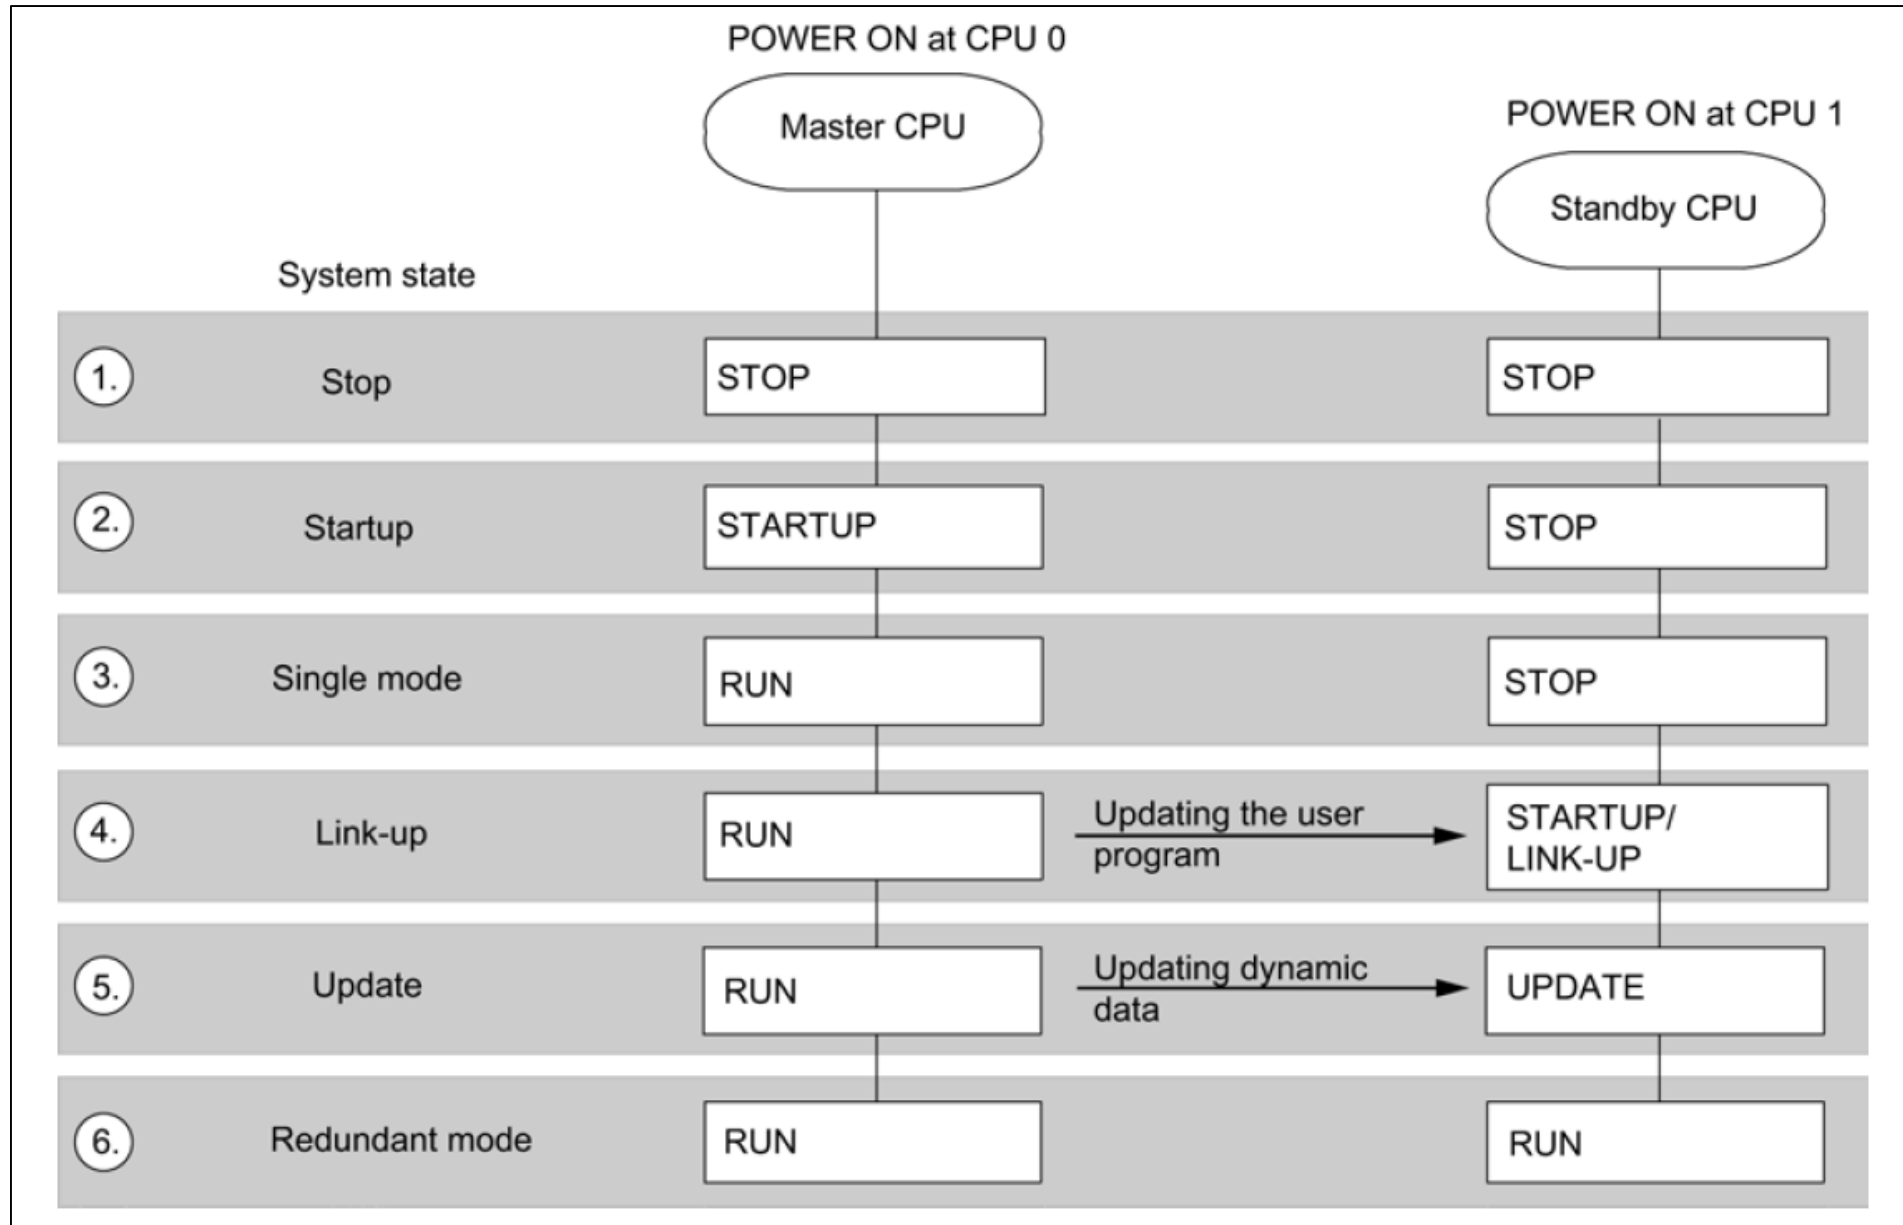 POWER ON at CPU 0
Master CPU
POWER ON at CPU 1
Standby CPU
System state
1. Stop STOP STOP
2. Startup STARTUP STOP
3. Single mode RUN STOP
4. Link-up RUN Updating the user program STARTUP/ LINK-UP
5. Update RUN Updating dynamic data UPDATE
6. Redundant mode RUN RUN